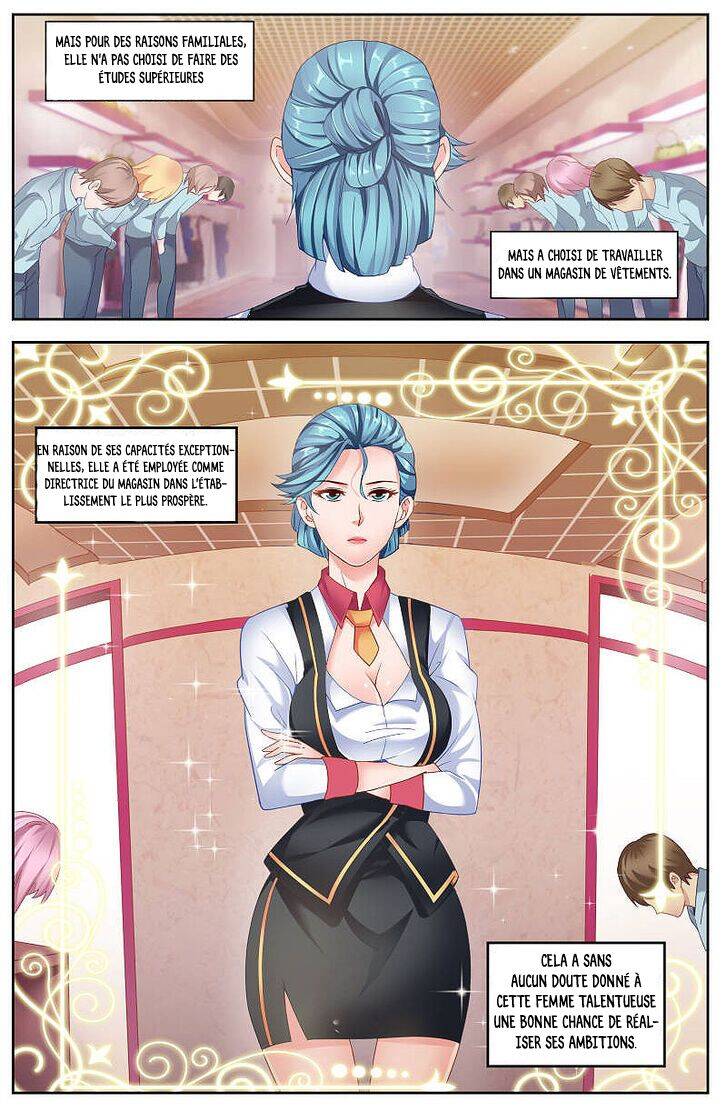 MAIS POUR DES RAISONS FAMILIALES,
ELLE N'A PAS CHOISI DE FAIRE DES
ÉTUDES SUPÉRIEURES
MAIS A CHOISI DE TRAVAILLER
DANS UN MAGASIN DE VÊTEMENTS.
EN RAISON DE SES CAPACITÉS EXCEPTION-
NELLES, ELLE A ÉTÉ EMPLOYÉE COMME
DIRECTRICE DU MAGASIN DANS L'ÉTAB-
LISSEMENT LE PLUS PROSPÈRE.
CELA A SANS
AUCUN DOUTE DONNÉ À
CETTE FEMME TALENTUEUSE
UNE BONNE CHANCE DE RÉAL-
ISER SES AMBITIONS.